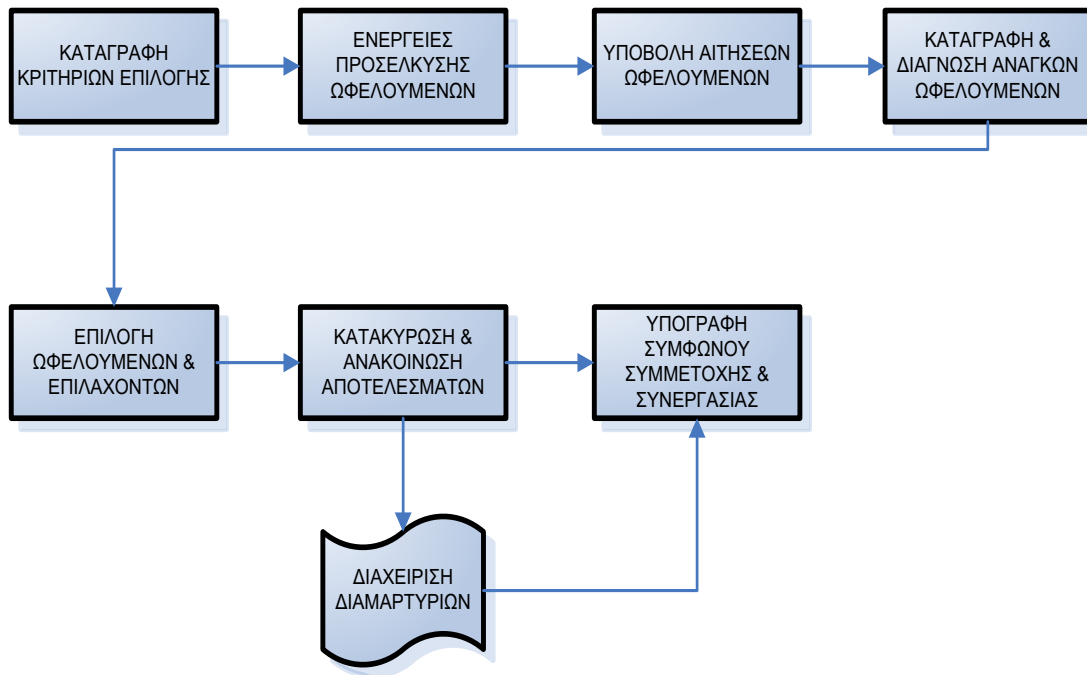 ΚΑΤΑΓΡΑΦΗ
ΚΡΙΤΗΡΙΩΝ ΕΠΙΛΟΓΗΣ
ΕΝΕΡΓΕΙΕΣ
ΠΡΟΣΕΛΚΥΣΗΣ
ΩΦΕΛΟΥΜΕΝΩΝ
ΥΠΟΒΟΛΗ ΑΙΤΗΣΕΩΝ
ΩΦΕΛΟΥΜΕΝΩΝ
ΚΑΤΑΓΡΑΦΗ &
ΔΙΑΓΝΩΣΗ ΑΝΑΓΚΩΝ
ΩΦΕΛΟΥΜΕΝΩΝ
ΕΠΙΛΟΓΗ
ΩΦΕΛΟΥΜΕΝΩΝ &
ΕΠΙΛΑΧΟΝΤΩΝ
ΚΑΤΑΚΥΡΩΣΗ &
ΑΝΑΚΟΙΝΩΣΗ
ΑΠΟΤΕΛΕΣΜΑΤΩΝ
ΥΠΟΓΡΑΦΗ
ΣΥΜΦΩΝΟΥ
ΣΥΜΜΕΤΟΧΗΣ &
ΣΥΝΕΡΓΑΣΙΑΣ
ΔΙΑΧΕΙΡΙΣΗ
ΔΙΑΜΑΡΤΥΡΙΩΝ